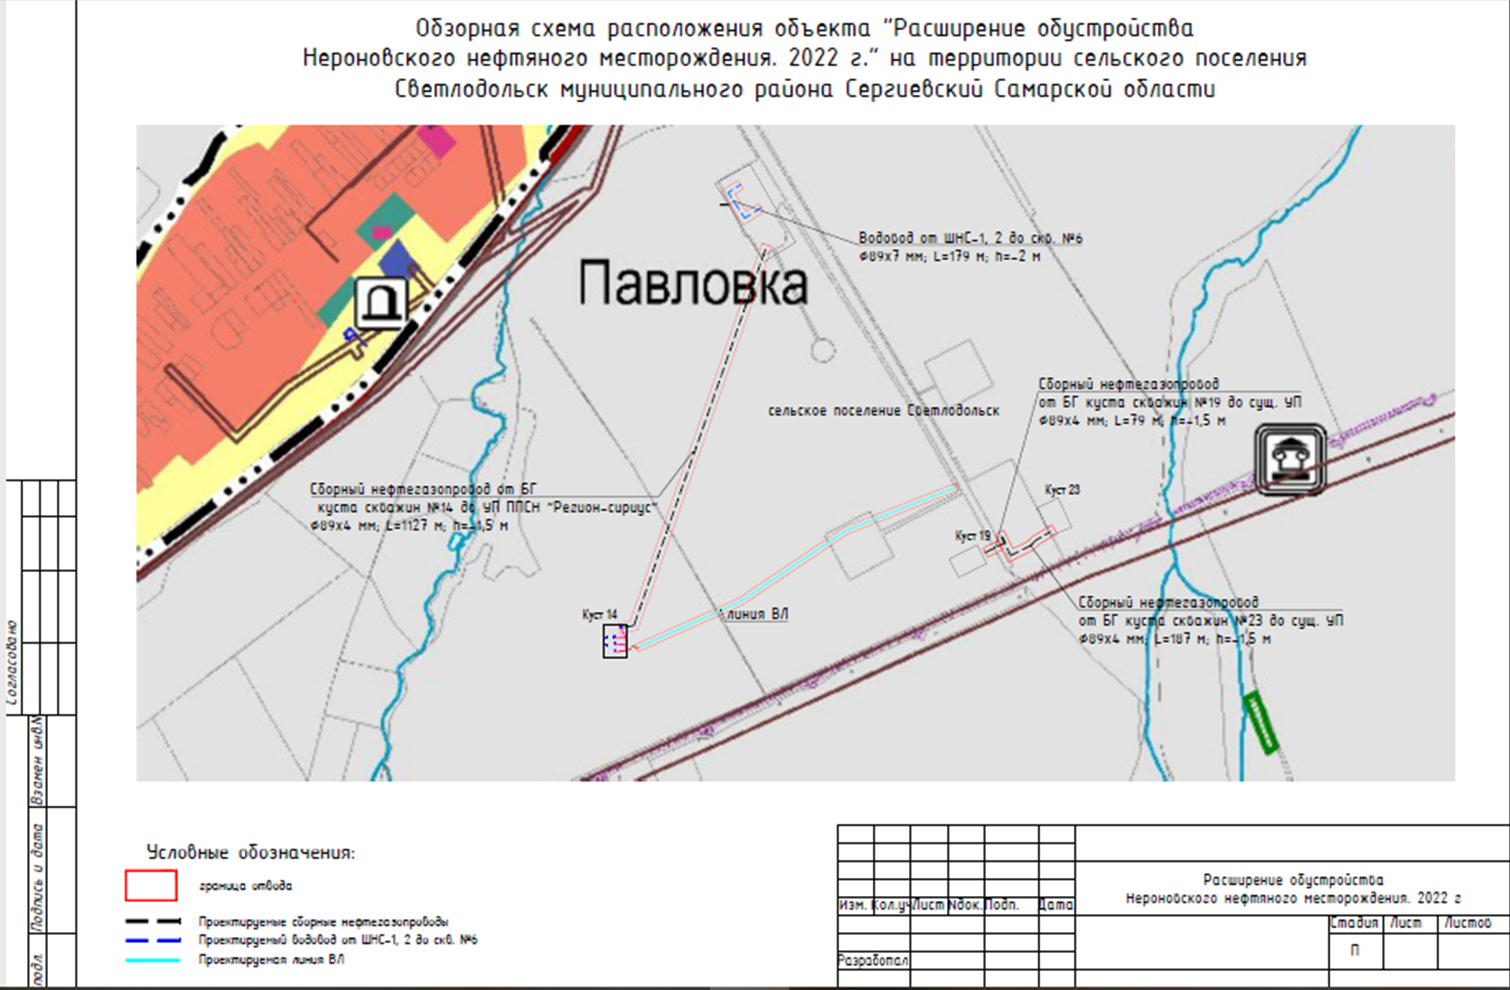 Обзорная схема расположения объекта "Расширение обустройства
Нероновского нефтяного месторождения. 2022 г." на территории сельского поселения
Светлодольск муниципального района Сергиевский Самарской области
Водовод от ШНС-1, 2 до скв. №6
ф89х7 мм; L=179 м; h=-2 м
Павловка
Сборный нефтегазопровод
от БГ куста скважин №19 до сущ. УП
ф89х4 мм; L=79 м; h=-1,5 м
сельское поселение Светлодольск
Сборный нефтегазопровод от БГ
куста скважин №14 до УП ППСН "Регион-сириус"
ф89х4 мм; L=1127 м; h=-1,5 м
Куст 23
Куст 19
Куст 14
линия ВЛ
Сборный нефтегазопровод
от БГ куста скважин №23 до сущ. УП
ф89х4 мм; L=187 м; h=-1,5 м
Согласовано
Взамен инв.N
Подпись и дата
подл.
Условные обозначения:
граница отвода
Проектируемые сборные нефтегазопроводы
Проектируемый водовод от ШНС-1, 2 до скв. №6
Проектируемая линия ВЛ
Расширение обустройства
Нероновского нефтяного месторождения. 2022 г
Изм. Кол.уч Лист Nдок. Подп. Дата
Стадия Лист Листов
П
Разработал